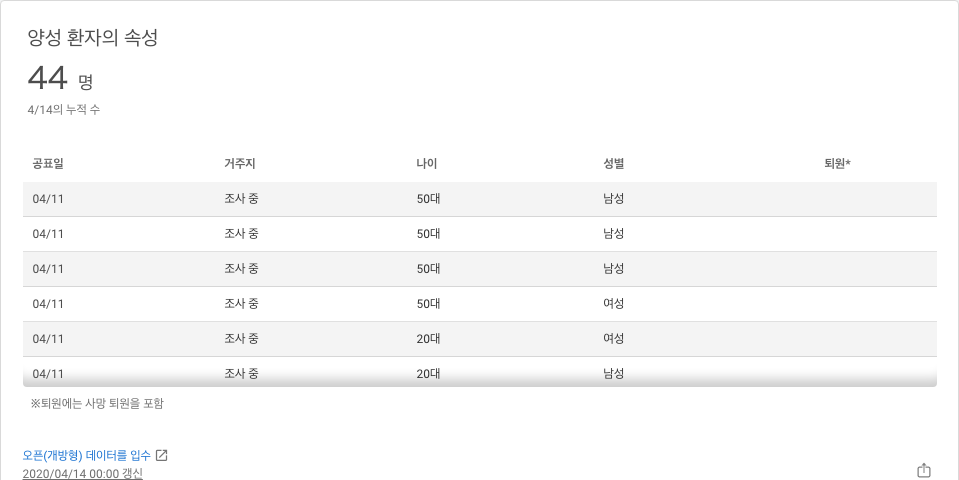 양성 환자의 속성
44 명
4/14의 누적 수
공표일 거주지 나이 성별 퇴원*
04/11 조사 중 50대 남성
04/11 조사 중 50대 남성
04/11 조사 중 50대 남성
04/11 조사 중 50대 여성
04/11 조사 중 20대 여성
04/11 조사 중 20대 남성
※퇴원에는 사망 퇴원을 포함
오픈(개방형) 데이터를 입수
2020/04/14 00:00 갱신